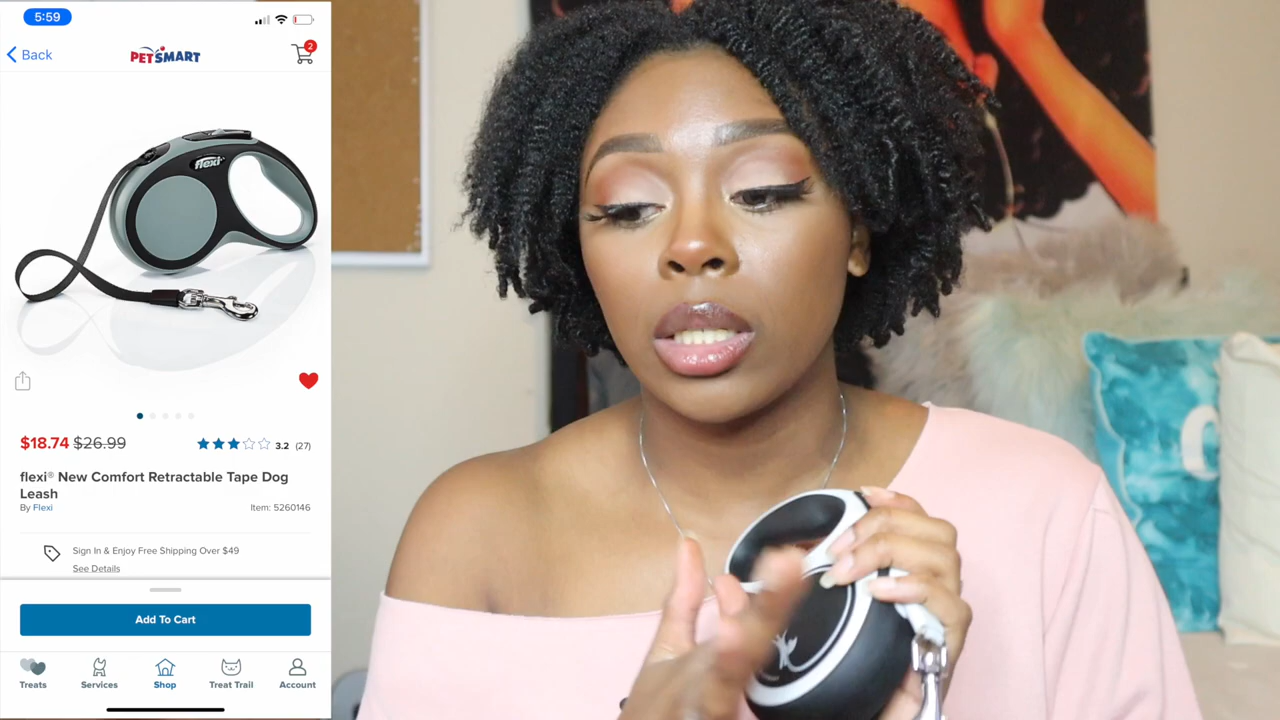 5:59
Back
PETSMART
2
flexi
$18.74 $26.99
3.2 (27)
flexi® New Comfort Retractable Tape Dog
Leash
By Flexi
Item: 5260146
Sign In & Enjoy Free Shipping Over $49
See Details
Add To Cart
Treats
Services
Shop
Treat Trail
Account